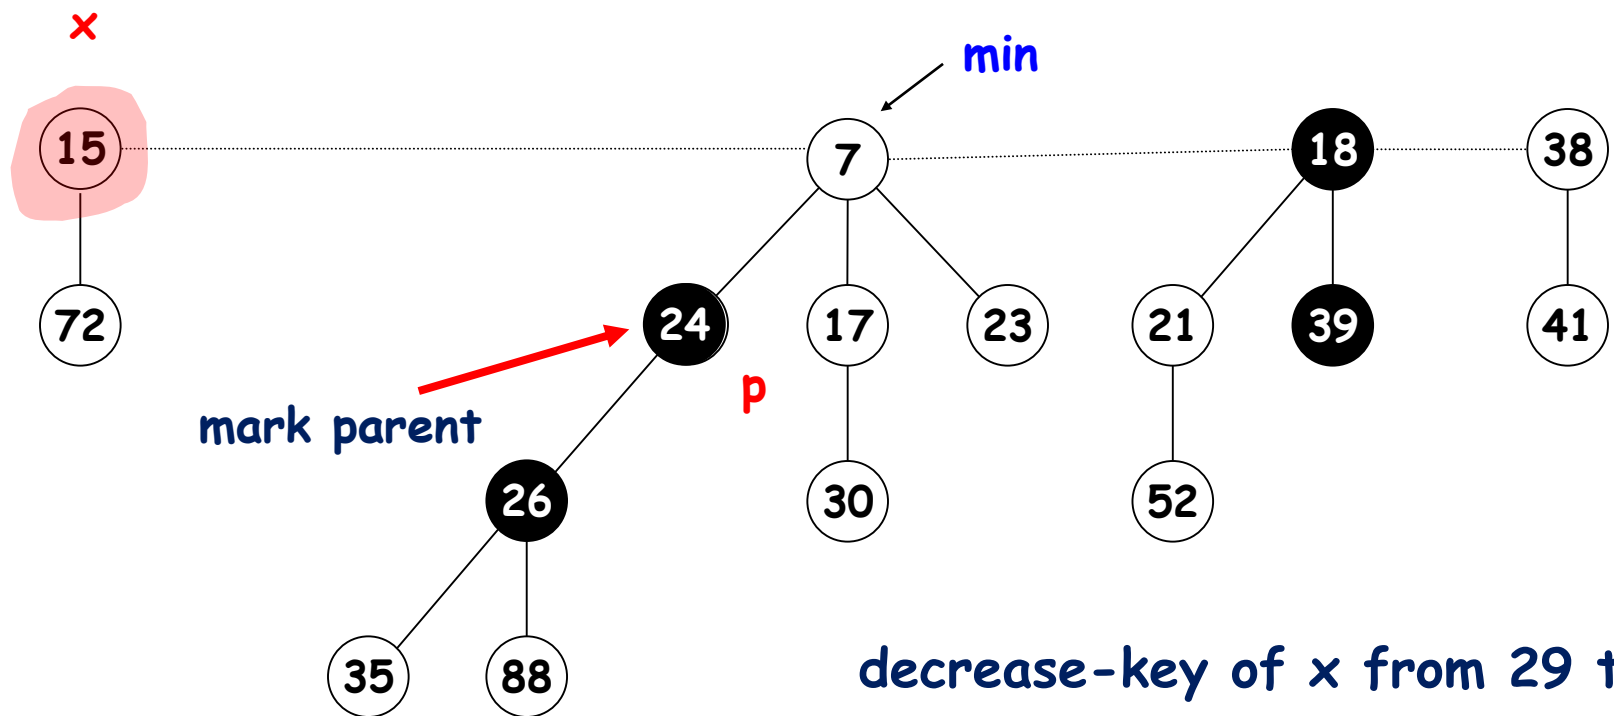 x
min
15 7 18 38
72 24 17 23 21 39 41
p
mark parent
26 30 52
35 88
decrease-key of x from 29